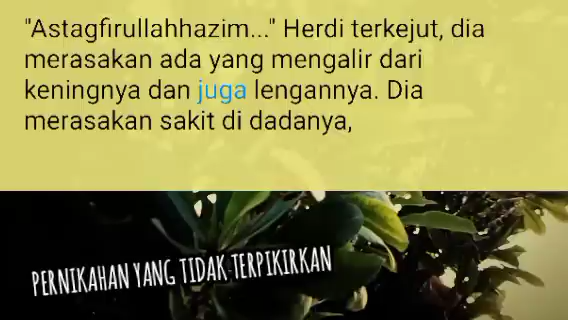 "Astagfirullahhazim..." Herdi terkejut, dia
merasakan ada yang mengalir dari
keningnya dan juga lengannya. Dia
merasakan sakit di dadanya,
PERNIKAHAN YANG TIDAK TERPIKIRKAN